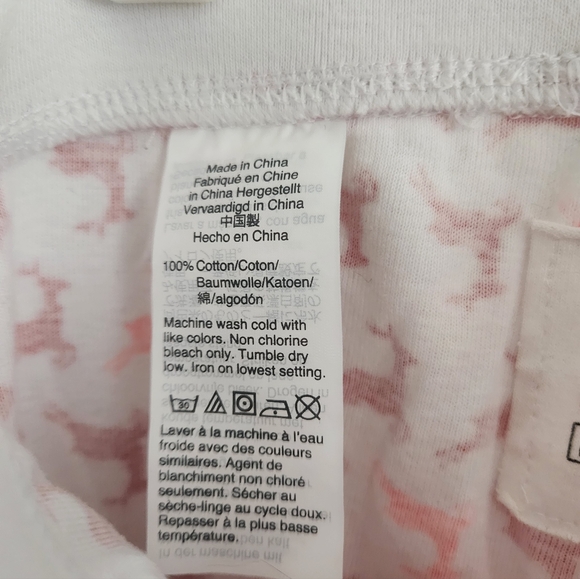 Made in China
Fabriqué en Chine
in China Hergestellt
Vervaardigd in China
中国製
Hecho en China
100% Cotton/Coton/
Baumwolle/Katoen/
綿/algodón
Machine wash cold with
like colors. Non chlorine
bleach only. Tumble dry
low. Iron on lowest setting.
30
Laver à la machine à l'eau
froide avec des couleurs
similaires. Agent de
blanchiment non chloré
seulement. Sécher au
sèche-linge au cycle doux.
Repasser à la plus basse
température.